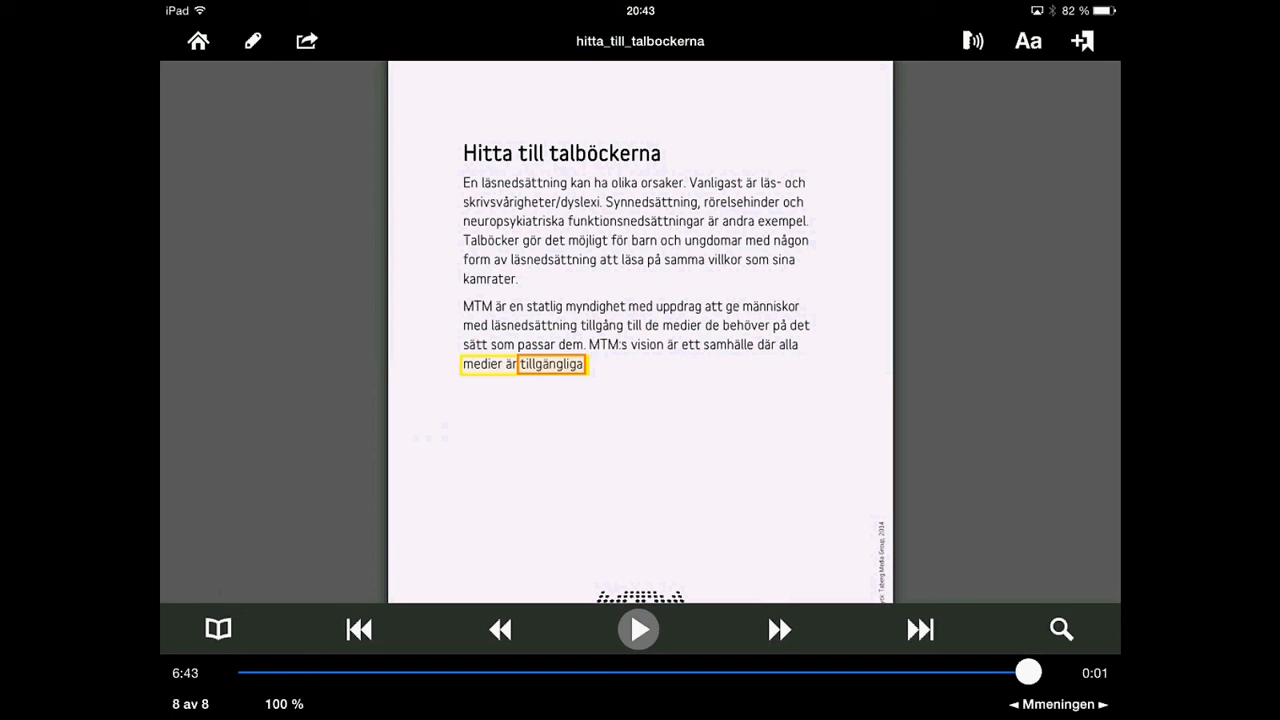 iPad 20:43 82 %
hitta_till_talbockerna Aa
Hitta till talböckerna
En läsnedsättning kan ha olika orsaker. Vanligast är läs- och
skrivsvårigheter/dyslexi. Synnedsättning, rörelsehinder och
neuropsykiatriska funktionsnedsättningar är andra exempel.
Talböcker gör det möjligt för barn och ungdomar med någon
form av läsnedsättning att läsa på samma villkor som sina
kamrater.
MTM är en statlig myndighet med uppdrag att ge människor
med läsnedsättning tillgång till de medier de behöver på det
sätt som passar dem. MTM:s vision är ett samhälle där alla
medier är tillgängliga
Taberg Media Group, 2014
6:43 0:01
8 av 8 100 % ◄ Mmeningen ►